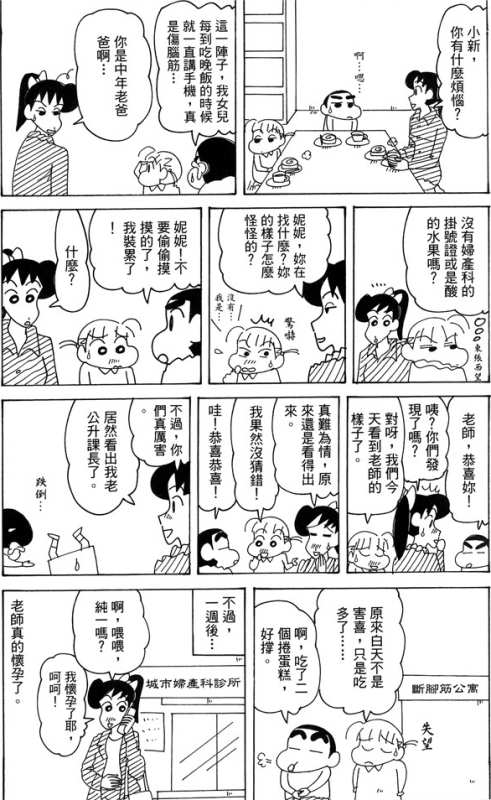 小新，
你有什麼煩惱？
啊…嗯…
這一陣子，我女兒
每到吃晚飯的時候
就一直講手機，真
是傷腦筋…
你是中年老爸
爸啊…
沒有婦產科的
掛號證或是酸
的水果嗎？
東張西望
妮妮，妳在
找什麼？妳
的樣子怎麼
怪怪的？
驚嚇
沒有…
我是…
妮妮！不
要偷偷摸
摸的了，
我裝累了
！
什麼？
老師，恭喜妳！
咦？你們發
現了嗎？
對呀，我們今
天看到老師的
樣子了。
真難為情，原
來還是看得出
來。
我果然沒猜錯！
哇！恭喜恭喜！
不過，你
們真厲害
居然看出我老
公升課長了。
跌倒…
斷腳筋公寓
失望
原來白天不是
害喜，只是吃
多了……
啊，吃了二
個捲蛋糕，
好撐。
不過，
一週後…
城市婦產科診所
啊，喂喂，
純一嗎？
我懷孕了耶，
呵呵！
老師真的懷孕了。